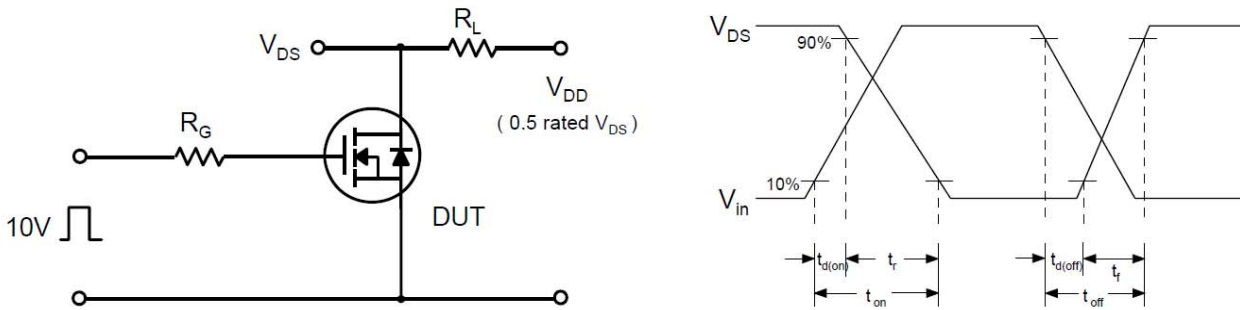 R_L
V_DS
V_DD
( 0.5 rated V_DS )
R_G
10V
DUT
V_DS
90%
10%
V_in
t_d(on)
t_r
t_on
t_d(off)
t_f
t_off